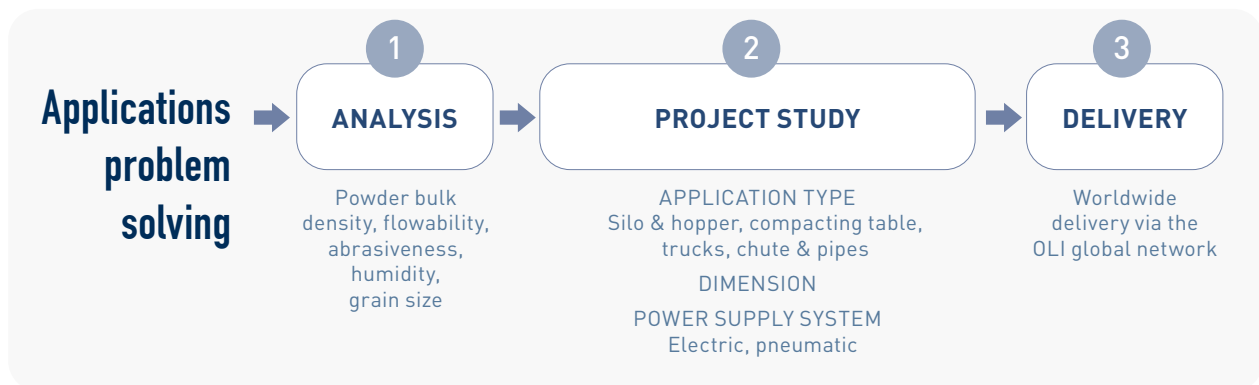 Applications
problem
solving
1
ANALYSIS
Powder bulk
density, flowability,
abrasiveness,
humidity,
grain size
2
PROJECT STUDY
APPLICATION TYPE
Silo & hopper, compacting table,
trucks, chute & pipes
DIMENSION
POWER SUPPLY SYSTEM
Electric, pneumatic
3
DELIVERY
Worldwide
delivery via the
OLI global network